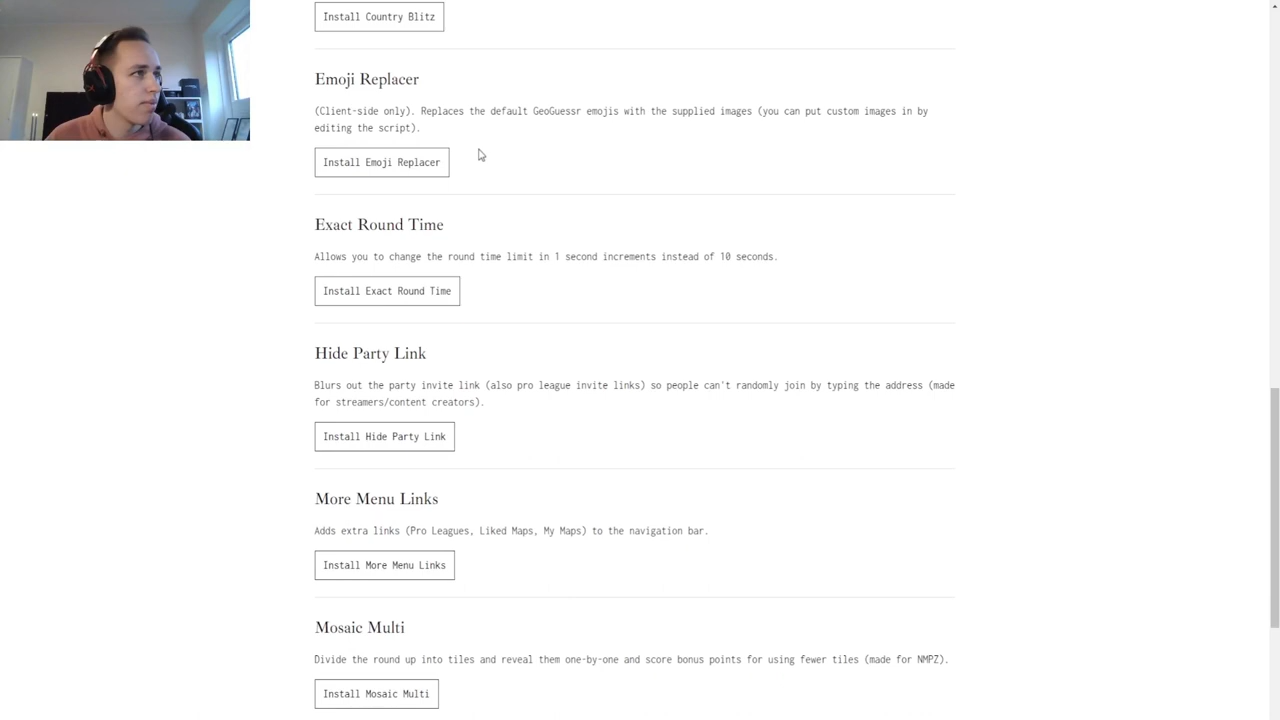 Install Country Blitz
Emoji Replacer
(Client-side only). Replaces the default GeoGuessr emojis with the supplied images (you can put custom images in by
editing the script).
Install Emoji Replacer
Exact Round Time
Allows you to change the round time limit in 1 second increments instead of 10 seconds.
Install Exact Round Time
Hide Party Link
Blurs out the party invite link (also pro league invite links) so people can't randomly join by typing the address (made
for streamers/content creators).
Install Hide Party Link
More Menu Links
Adds extra links (Pro Leagues, Liked Maps, My Maps) to the navigation bar.
Install More Menu Links
Mosaic Multi
Divide the round up into tiles and reveal them one-by-one and score bonus points for using fewer tiles (made for NMPZ).
Install Mosaic Multi